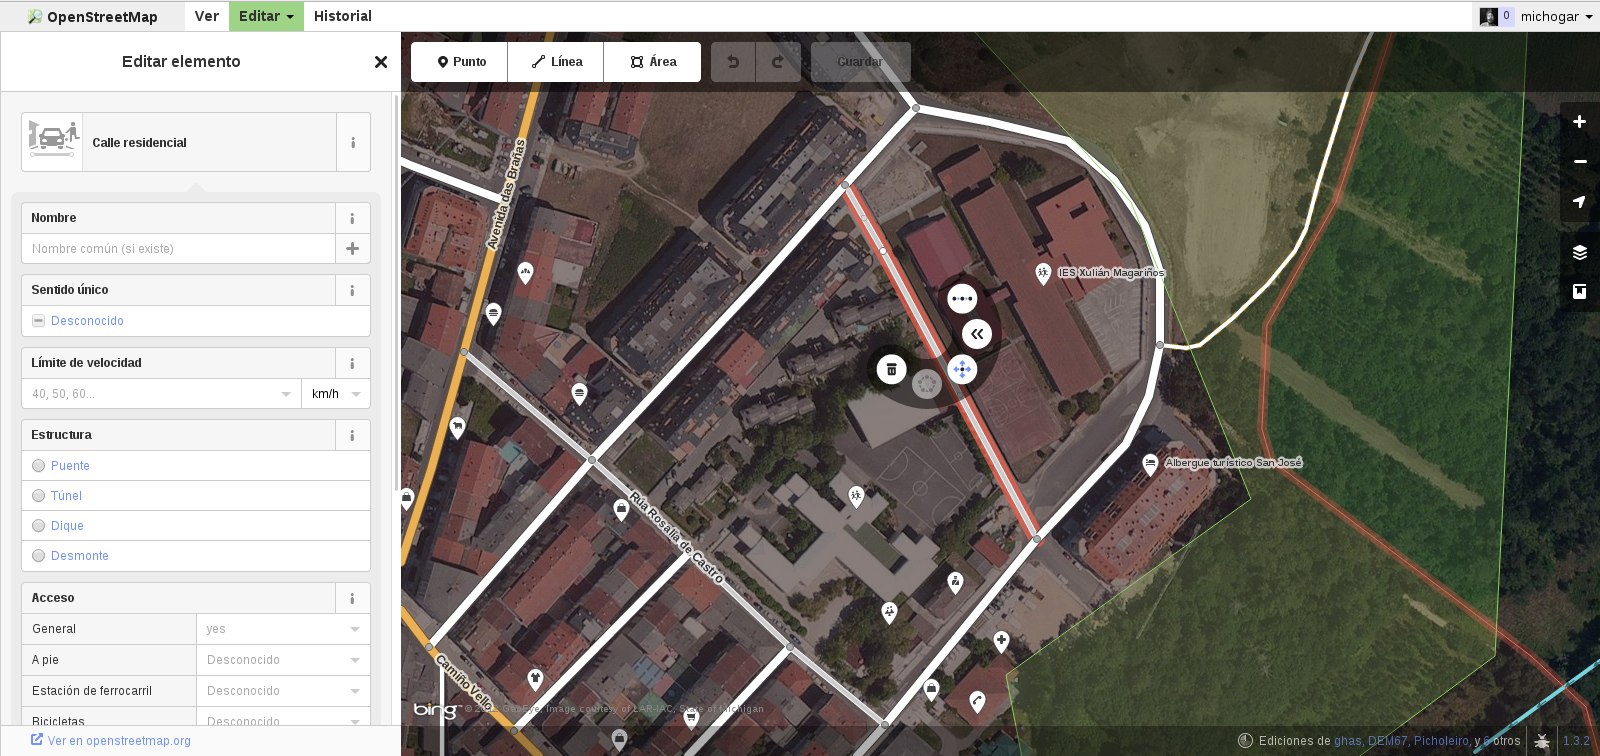 OpenStreetMap
Ver
Editar
Historial
0
michogar
Editar elemento
Punto
Línea
Área
Guardar
Calle residencial
Nombre
Nombre común (si existe)
Sentido único
Desconocido
Límite de velocidad
40, 50, 60...
km/h
Estructura
Puente
Túnel
Dique
Desmonte
Acceso
General
yes
A pie
Desconocido
Estación de ferrocarril
Desconocido
Bicicletas
Desconocido
Ver en openstreetmap.org
Avenida das Brañas
IES Xulián Magariños
Albergue turístico San José
Rúa Rosalía de Castro
Camiño Vello
bing
Image courtesy of LAR-IAC, State of Michigan
Ediciones de ghas, DEM67, Picholeiro, y 6 otros
1.3.2